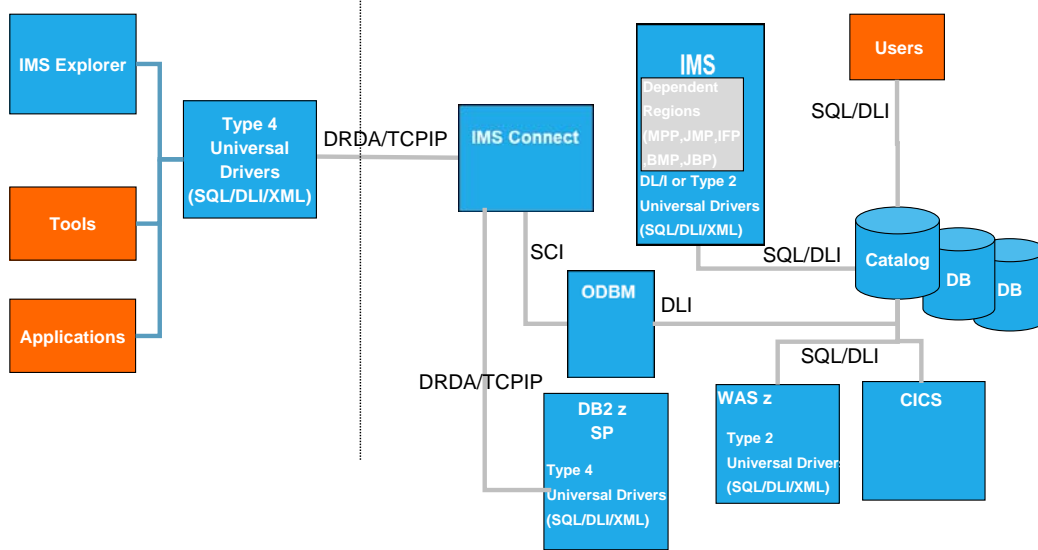 IMS Explorer
Tools
Applications
Type 4
Universal
Drivers
(SQL/DLI/XML)
DRDA/TCPIP
IMS Connect
SCI
ODBM
DLI
DRDA/TCPIP
DB2 z
SP
Type 4
Universal Drivers
(SQL/DLI/XML)
IMS
Dependent
Regions
(MPP,JMP,IFP
,BMP,JBP)
DL/I or Type 2
Universal Drivers
(SQL/DLI/XML)
SQL/DLI
Users
SQL/DLI
Catalog
DB
DB
SQL/DLI
WAS z
Type 2
Universal Driver
(SQL/DLI/XML)
CICS